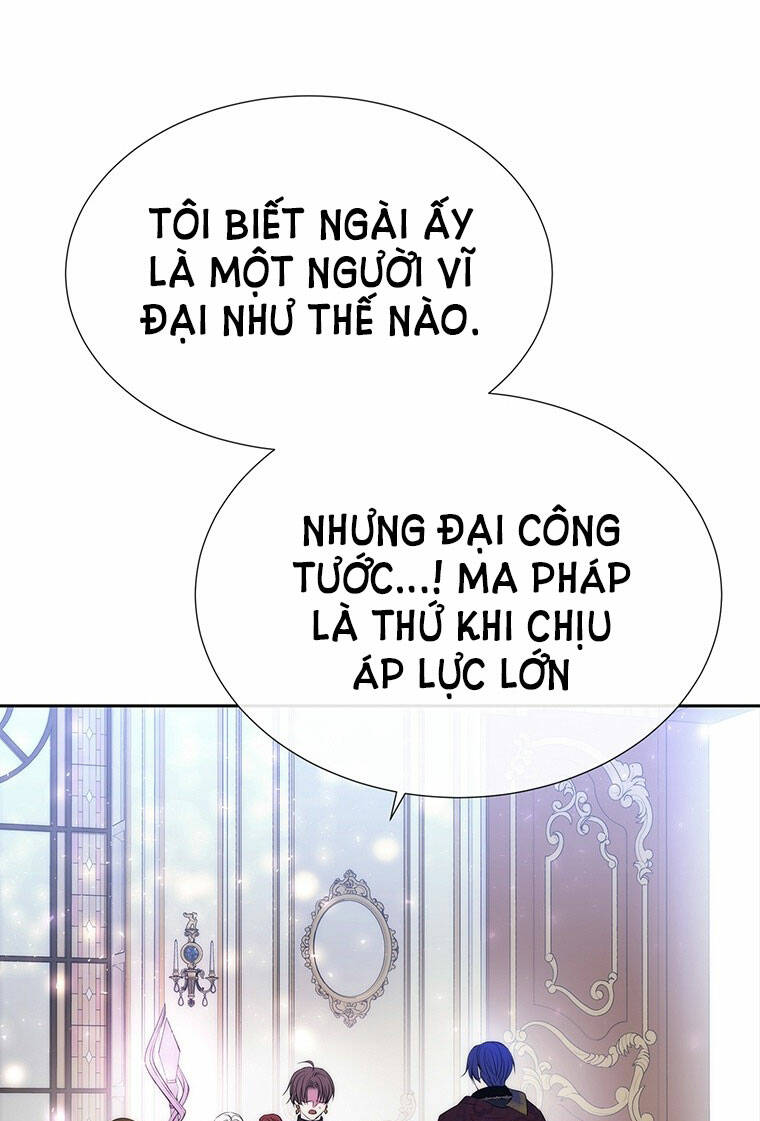 TÔI BIẾT NGÀI ẤY
LÀ MỘT NGƯỜI VĨ
ĐẠI NHƯ THẾ NÀO.
NHƯNG ĐẠI CÔNG
TƯỚC...! MA PHÁP
LÀ THỨ KHI CHỊU
ÁP LỰC LỚN